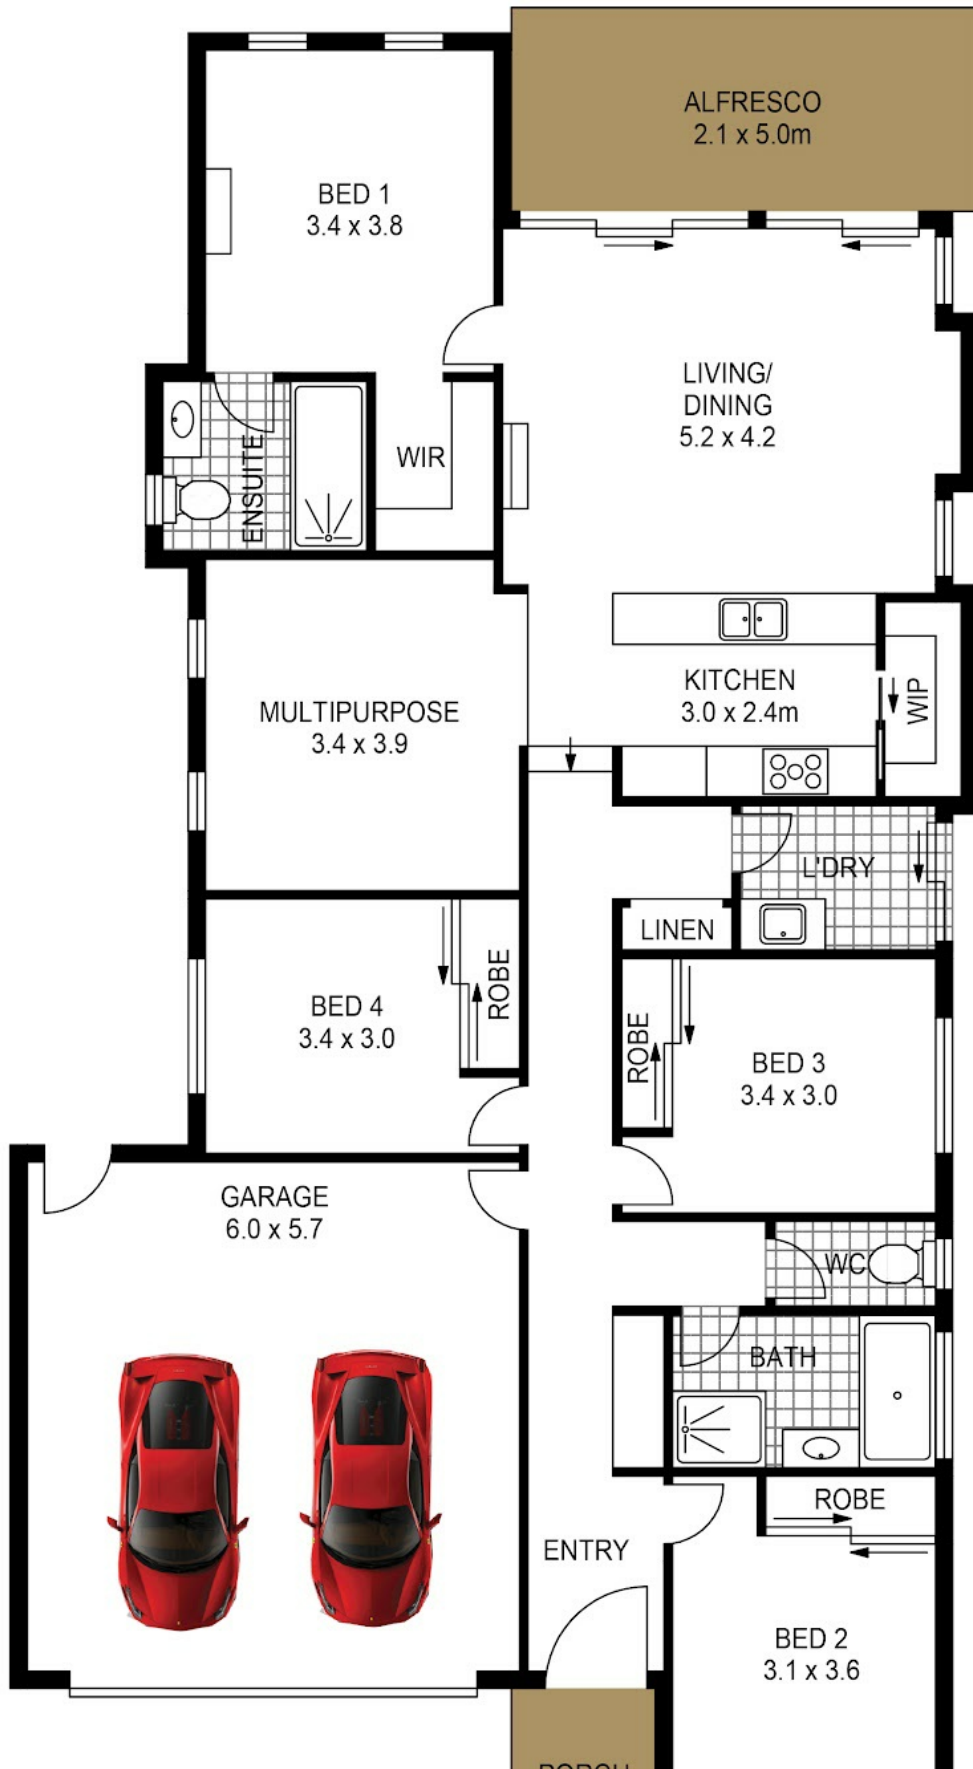 ALFRESCO
2.1 x 5.0m
BED 1
3.4 x 3.8
LIVING/
DINING
5.2 x 4.2
WIR
ENSUITE
KITCHEN
3.0 x 2.4m
WIP
MULTIPURPOSE
3.4 x 3.9
L'DRY
LINEN
ROBE
BED 4
3.4 x 3.0
ROBE
BED 3
3.4 x 3.0
GARAGE
6.0 x 5.7
WC
BATH
ROBE
ENTRY
BED 2
3.1 x 3.6
PORCH